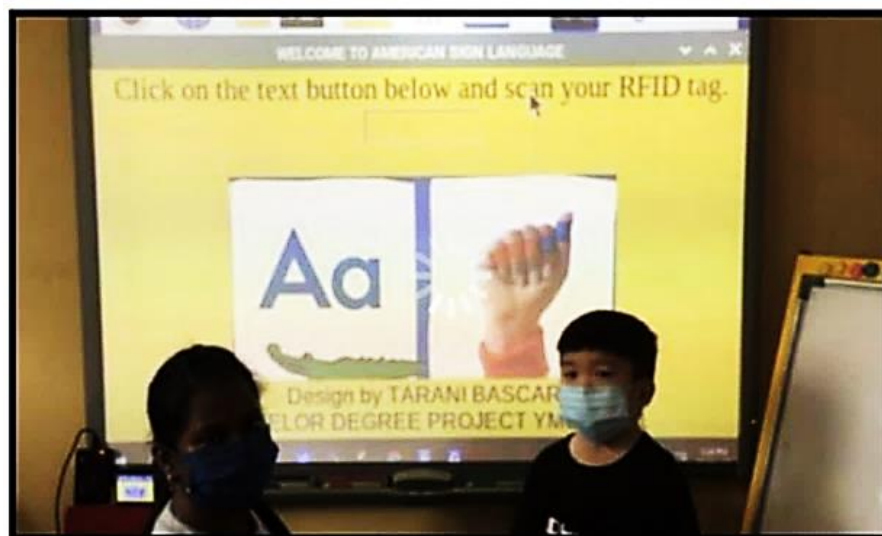 WELCOME TO AMERICAN SIGN LANGUAGE
Click on the text button below and scan your RFID tag.
Aa
Design by TARANI BASCAR
ELOR DEGREE PROJECT YM